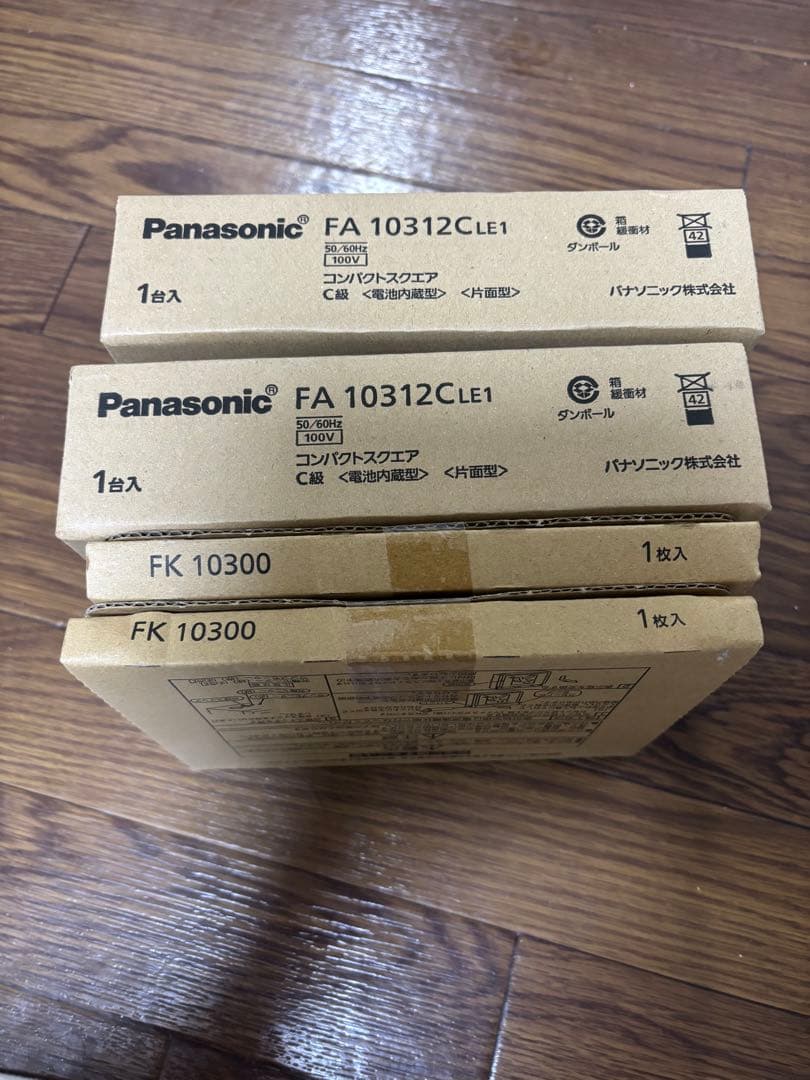 Panasonic® FA 10312CLE1
50/60Hz
100V
コンパクトスクエア
C級 <電池内蔵型> <片面型>
1台入
箱
緩衝材
ダンボール
42
パナソニック株式会社
Panasonic® FA 10312CLE1
50/60Hz
100V
コンパクトスクエア
C級 <電池内蔵型> <片面型>
1台入
箱
緩衝材
ダンボール
42
パナソニック株式会社
FK 10300 1枚入
FK 10300 1枚入